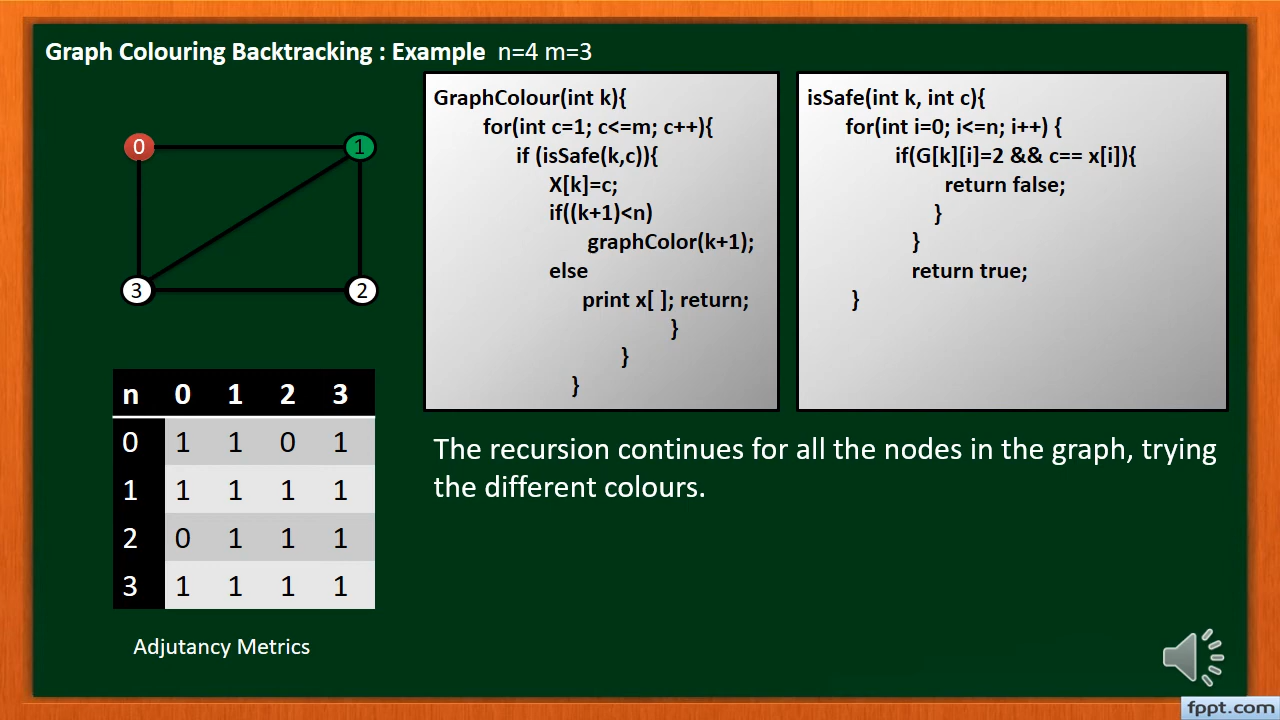 Graph Colouring Backtracking : Example n=4 m=3
0
1
3
2
GraphColour(int k){
for(int c=1; c<=m; c++){
if (isSafe(k,c)){
X[k]=c;
if((k+1)<n)
graphColor(k+1);
else
print x[ ]; return;
}
}
}
isSafe(int k, int c){
for(int i=0; i<=n; i++) {
if(G[k][i]=2 && c== x[i]){
return false;
}
}
return true;
}
n 0 1 2 3
0 1 1 0 1
1 1 1 1 1
2 0 1 1 1
3 1 1 1 1
Adjutancy Metrics
The recursion continues for all the nodes in the graph, trying
the different colours.
fppt.com